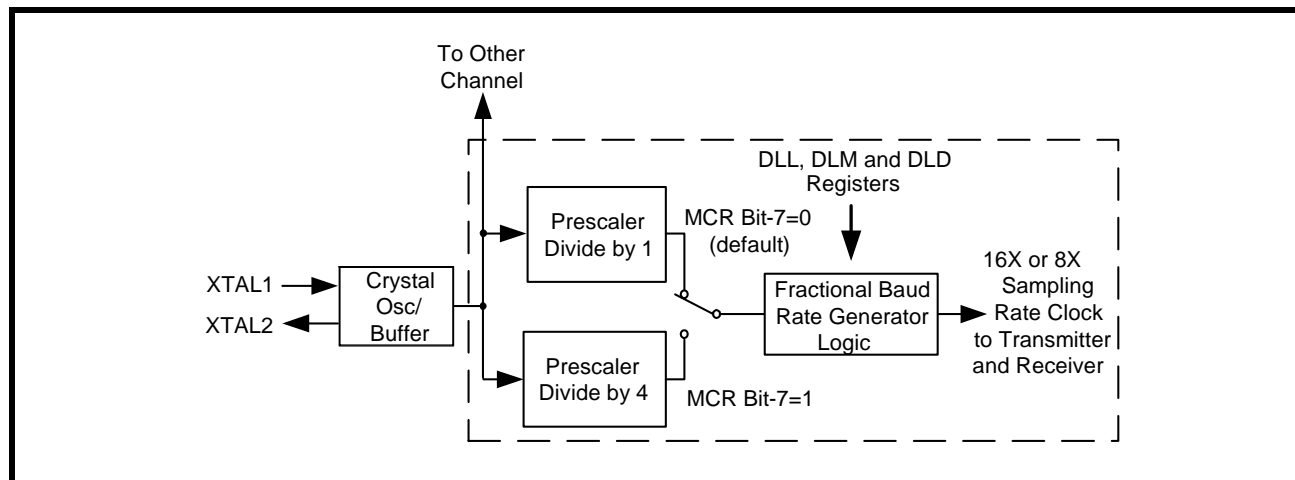 To Other
Channel
DLL, DLM and DLD
Registers
Prescaler
Divide by 1
MCR Bit-7=0
(default)
XTAL1
XTAL2
Crystal
Osc/
Buffer
Fractional Baud
Rate Generator
Logic
16X or 8X
Sampling
Rate Clock
to Transmitter
and Receiver
Prescaler
Divide by 4
MCR Bit-7=1